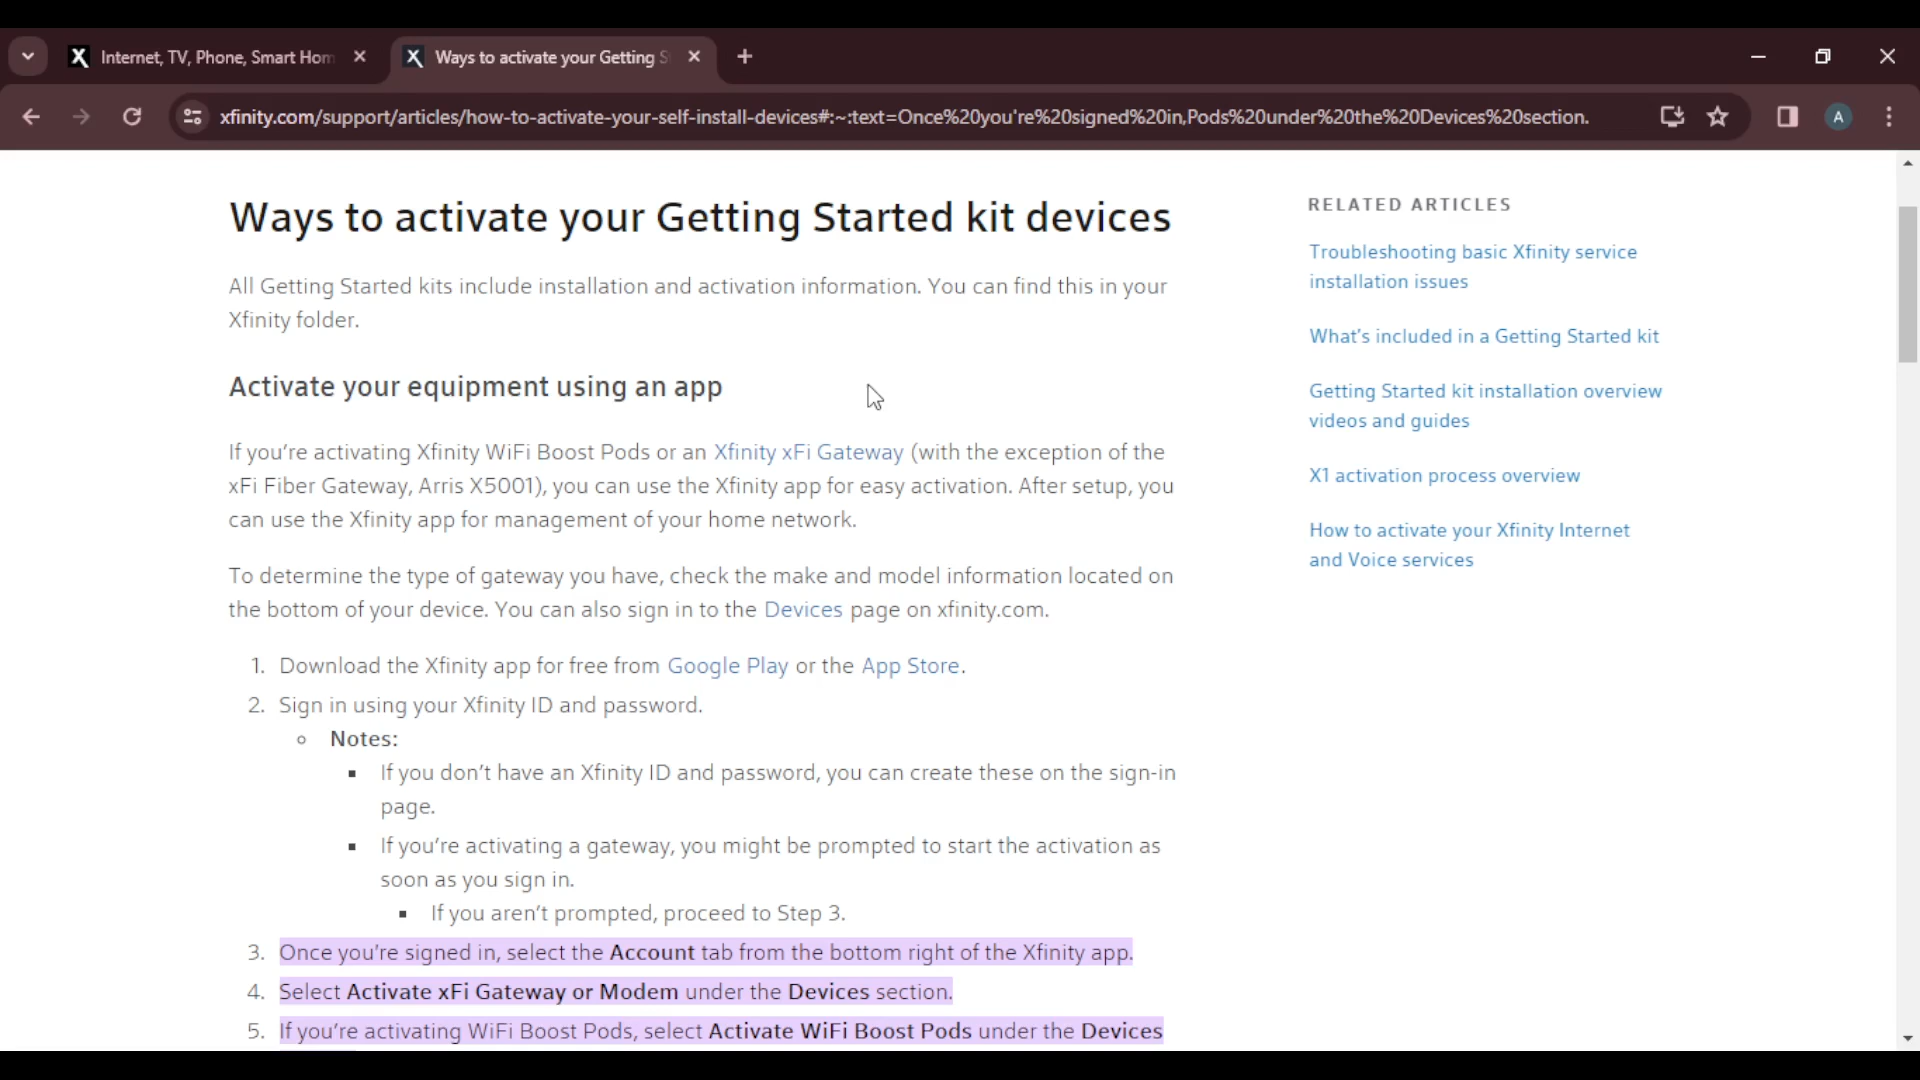 Internet, TV, Phone, Smart Hom
Ways to activate your Getting S
xfinity.com/support/articles/how-to-activate-your-self-install-devices#:~:text=Once%20you're%20signed%20in,Pods%20under%20the%20Devices%20section.
A
Ways to activate your Getting Started kit devices
All Getting Started kits include installation and activation information. You can find this in your
Xfinity folder.
Activate your equipment using an app
If you're activating Xfinity WiFi Boost Pods or an Xfinity xFi Gateway (with the exception of the
xFi Fiber Gateway, Arris X5001), you can use the Xfinity app for easy activation. After setup, you
can use the Xfinity app for management of your home network.
To determine the type of gateway you have, check the make and model information located on
the bottom of your device. You can also sign in to the Devices page on xfinity.com.
1. Download the Xfinity app for free from Google Play or the App Store.
2. Sign in using your Xfinity ID and password.
Notes:
If you don't have an Xfinity ID and password, you can create these on the sign-in
page.
If you're activating a gateway, you might be prompted to start the activation as
soon as you sign in.
If you aren't prompted, proceed to Step 3.
3. Once you're signed in, select the Account tab from the bottom right of the Xfinity app.
4. Select Activate xFi Gateway or Modem under the Devices section.
5. If you're activating WiFi Boost Pods, select Activate WiFi Boost Pods under the Devices
RELATED ARTICLES
Troubleshooting basic Xfinity service
installation issues
What's included in a Getting Started kit
Getting Started kit installation overview
videos and guides
X1 activation process overview
How to activate your Xfinity Internet
and Voice services